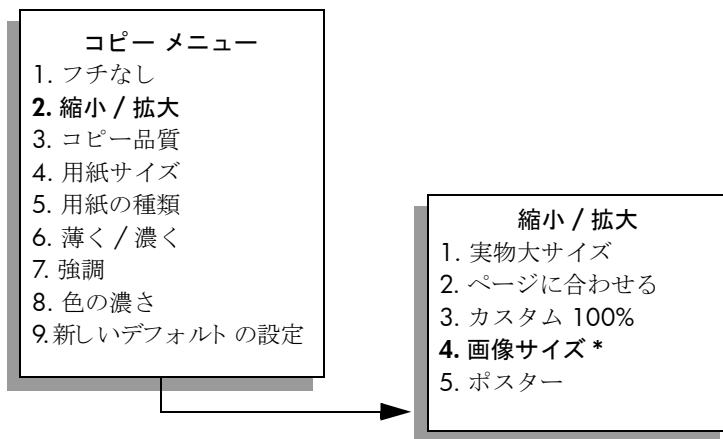 コピー メニュー
1. フチなし
2. 縮小 / 拡大
3. コピー品質
4. 用紙サイズ
5. 用紙の種類
6. 薄く / 濃く
7. 強調
8. 色の濃さ
9.新しいデフォルト の設定
縮小 / 拡大
1. 実物大サイズ
2. ページに合わせる
3. カスタム 100%
4. 画像サイズ *
5. ポスター